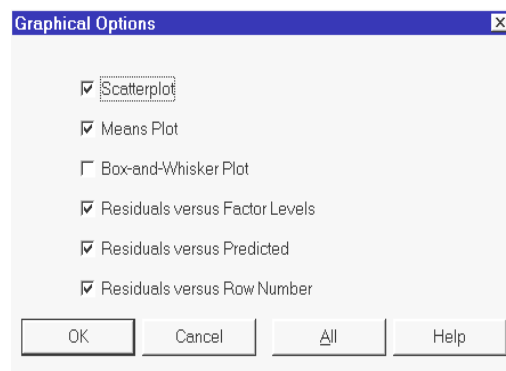 Graphical Options
Scatterplot
Means Plot
Box-and-Whisker Plot
Residuals versus Factor Levels
Residuals versus Predicted
Residuals versus Row Number
OK Cancel All Help